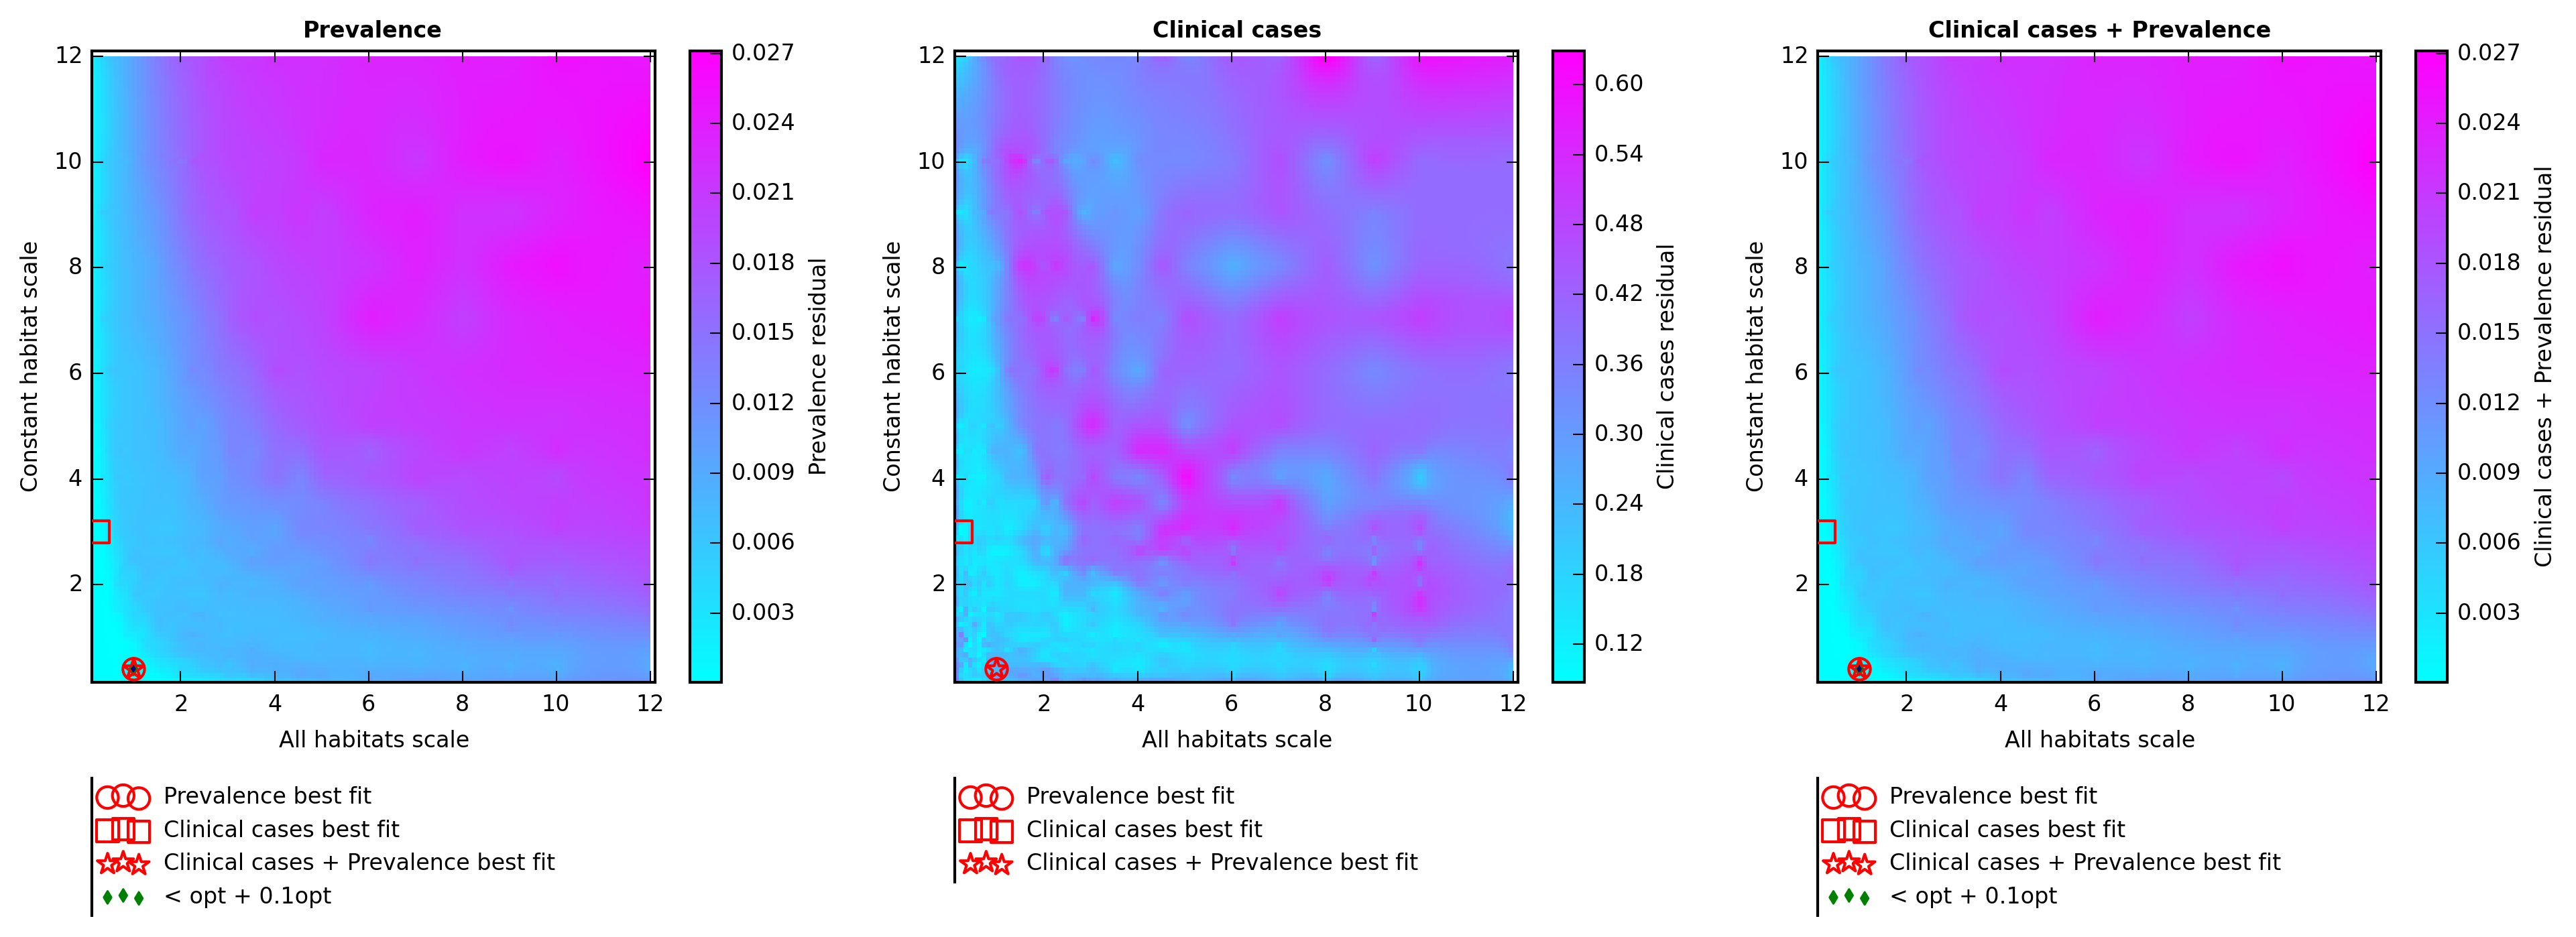 Prevalence
12
10
8
6
4
2
2 4 6 8 10 12
Constant habitat scale
All habitats scale
0.027
0.024
0.021
0.018
0.015
0.012
0.009
0.006
0.003
Prevalence residual
Prevalence best fit
Clinical cases best fit
Clinical cases + Prevalence best fit
< opt + 0.1opt
Clinical cases
12
10
8
6
4
2
2 4 6 8 10 12
Constant habitat scale
All habitats scale
0.60
0.54
0.48
0.42
0.36
0.30
0.24
0.18
0.12
Clinical cases residual
Prevalence best fit
Clinical cases best fit
Clinical cases + Prevalence best fit
Clinical cases + Prevalence
12
10
8
6
4
2
2 4 6 8 10 12
Constant habitat scale
All habitats scale
0.027
0.024
0.021
0.018
0.015
0.012
0.009
0.006
0.003
Clinical cases + Prevalence residual
Prevalence best fit
Clinical cases best fit
Clinical cases + Prevalence best fit
< opt + 0.1opt